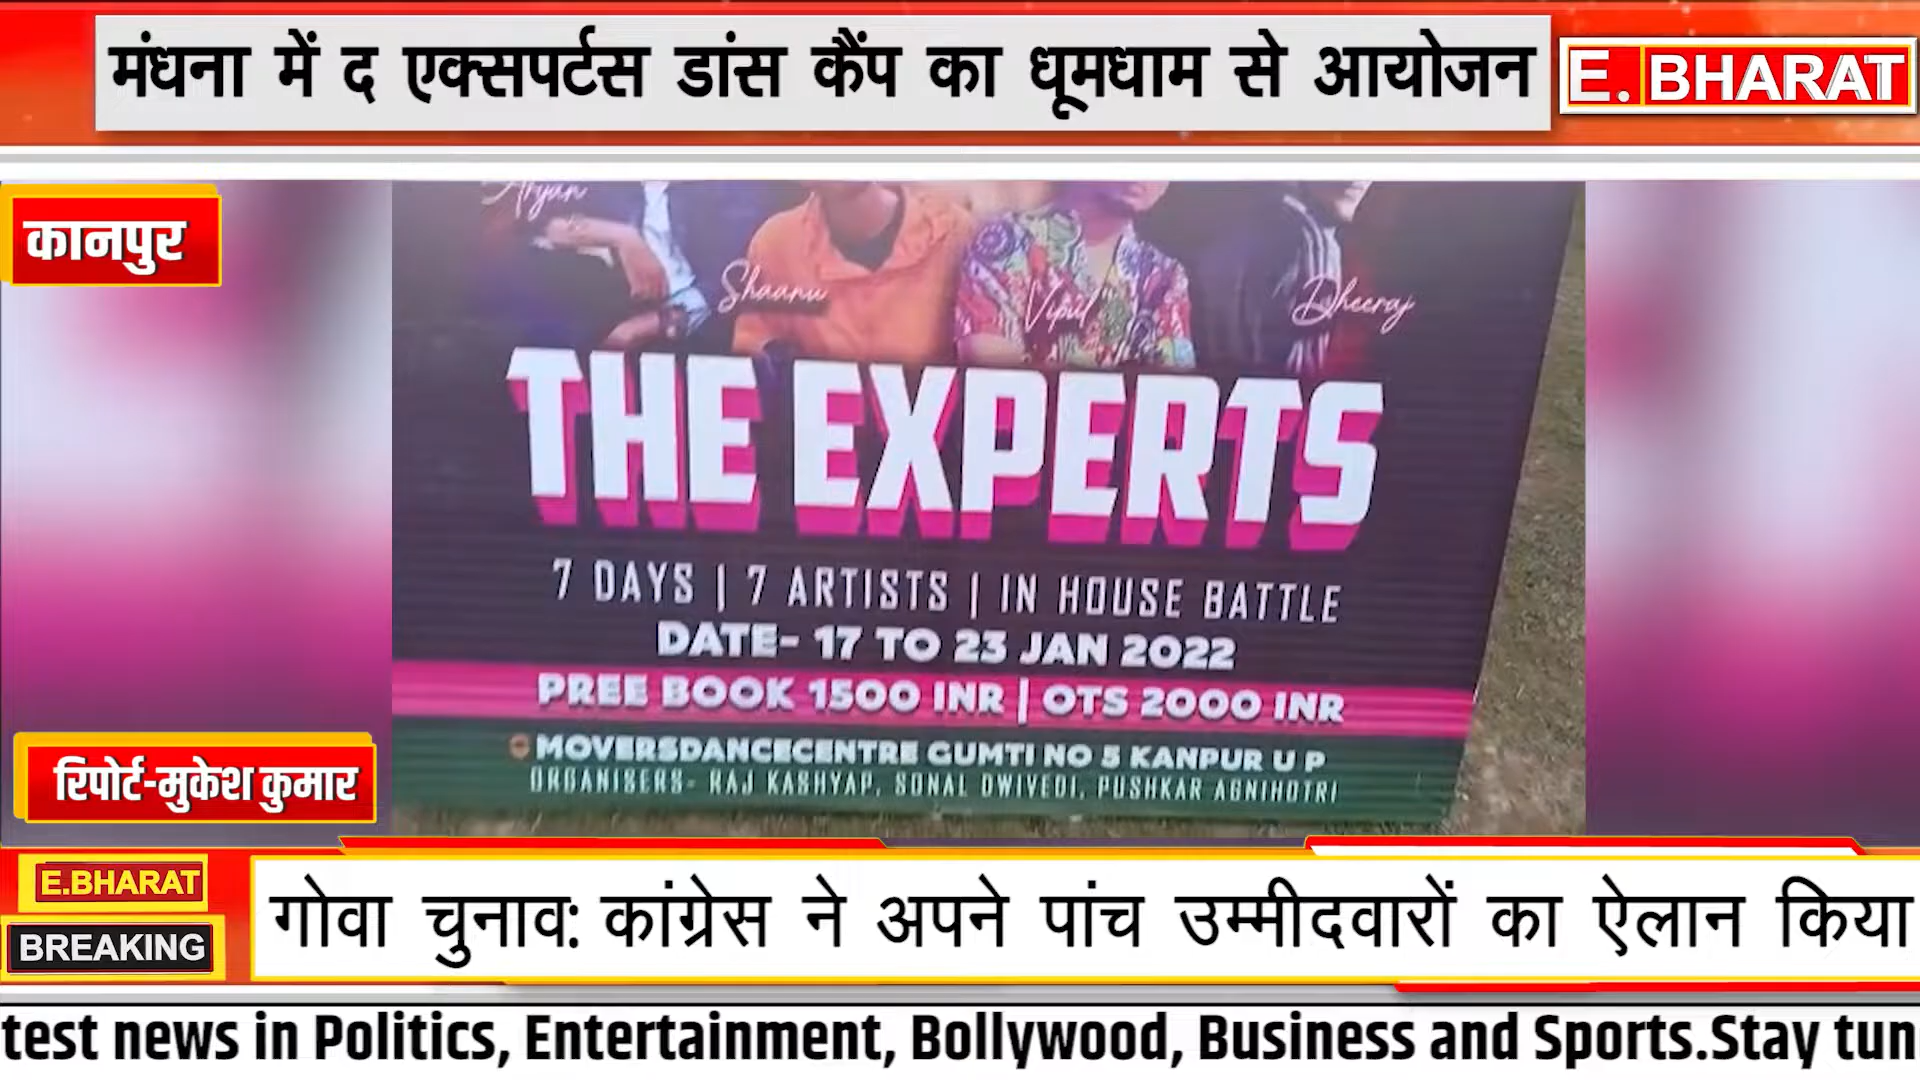 मंधना में द एक्सपर्टस डांस कैंप का धूमधाम से आयोजन
E. BHARAT
कानपुर
Aryan
Shaanu
Vipul
Dheeraj
THE EXPERTS
7 DAYS | 7 ARTISTS | IN HOUSE BATTLE
DATE- 17 TO 23 JAN 2022
PREE BOOK 1500 INR | OTS 2000 INR
MOVERSDANCECENTRE GUMTI NO 5 KANPUR U P
ORGANISERS- RAJ KASHYAP, SONAL DWIVEDI, PUSHKAR AGNIHOTRI
रिपोर्ट-मुकेश कुमार
E.BHARAT
BREAKING
गोवा चुनाव: कांग्रेस ने अपने पांच उम्मीदवारों का ऐलान किया
test news in Politics, Entertainment, Bollywood, Business and Sports.Stay tun